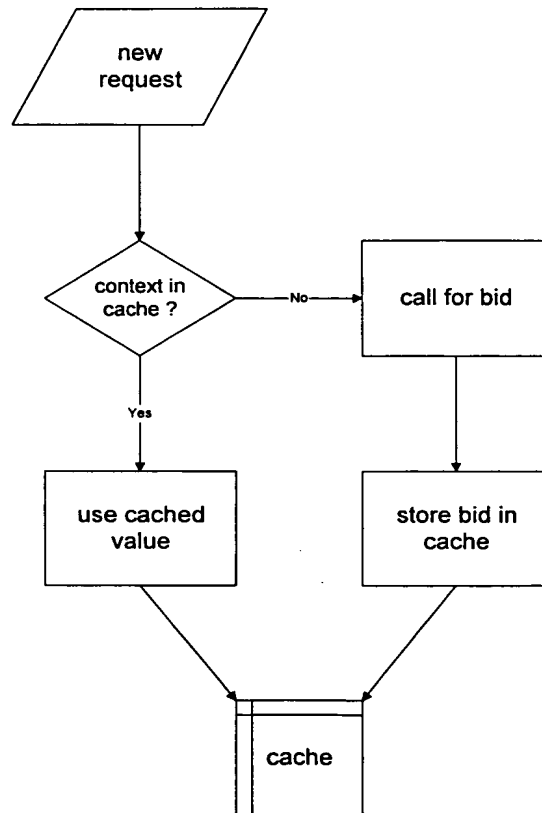 new
request
context in
cache ?
No
call for bid
Yes
use cached
value
store bid in
cache
cache